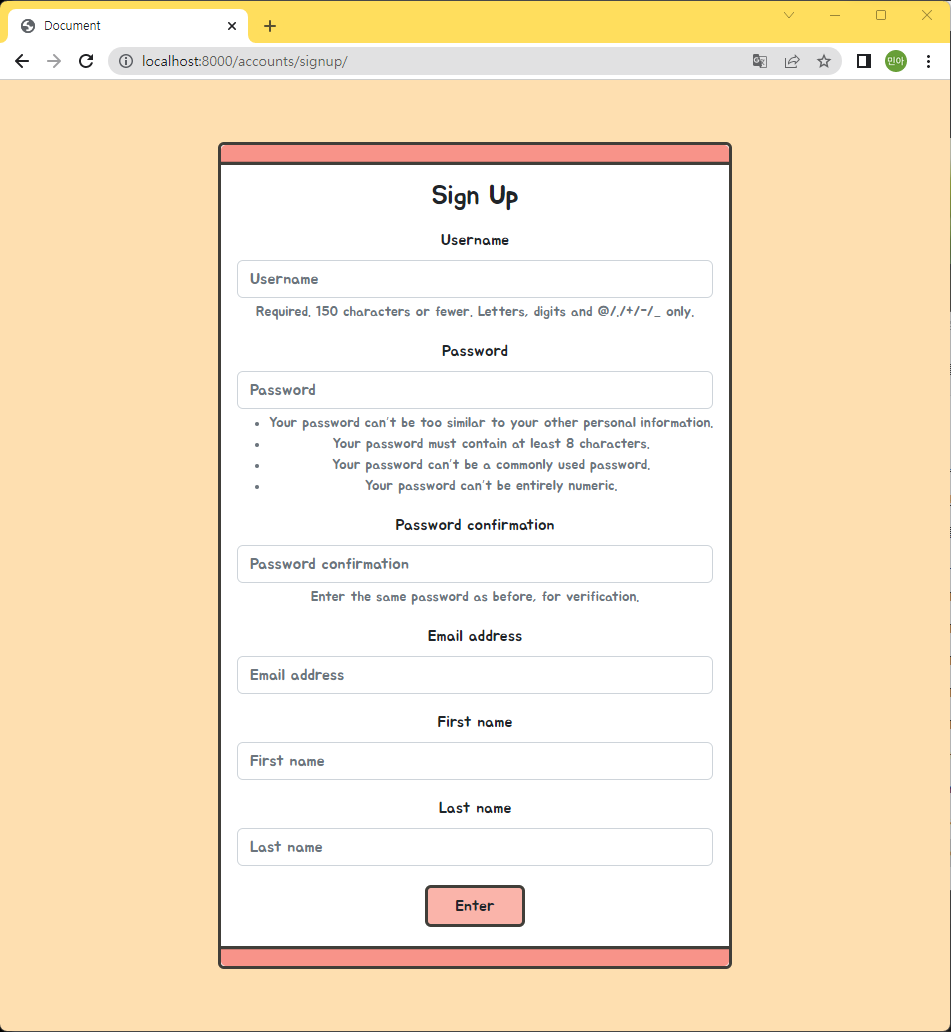 Document
localhost:8000/accounts/signup/
민아
Sign Up
Username
Username
Required. 150 characters or fewer. Letters, digits and @/./+/-/_ only.
Password
Password
Your password can't be too similar to your other personal information.
Your password must contain at least 8 characters.
Your password can't be a commonly used password.
Your password can't be entirely numeric.
Password confirmation
Password confirmation
Enter the same password as before, for verification.
Email address
Email address
First name
First name
Last name
Last name
Enter